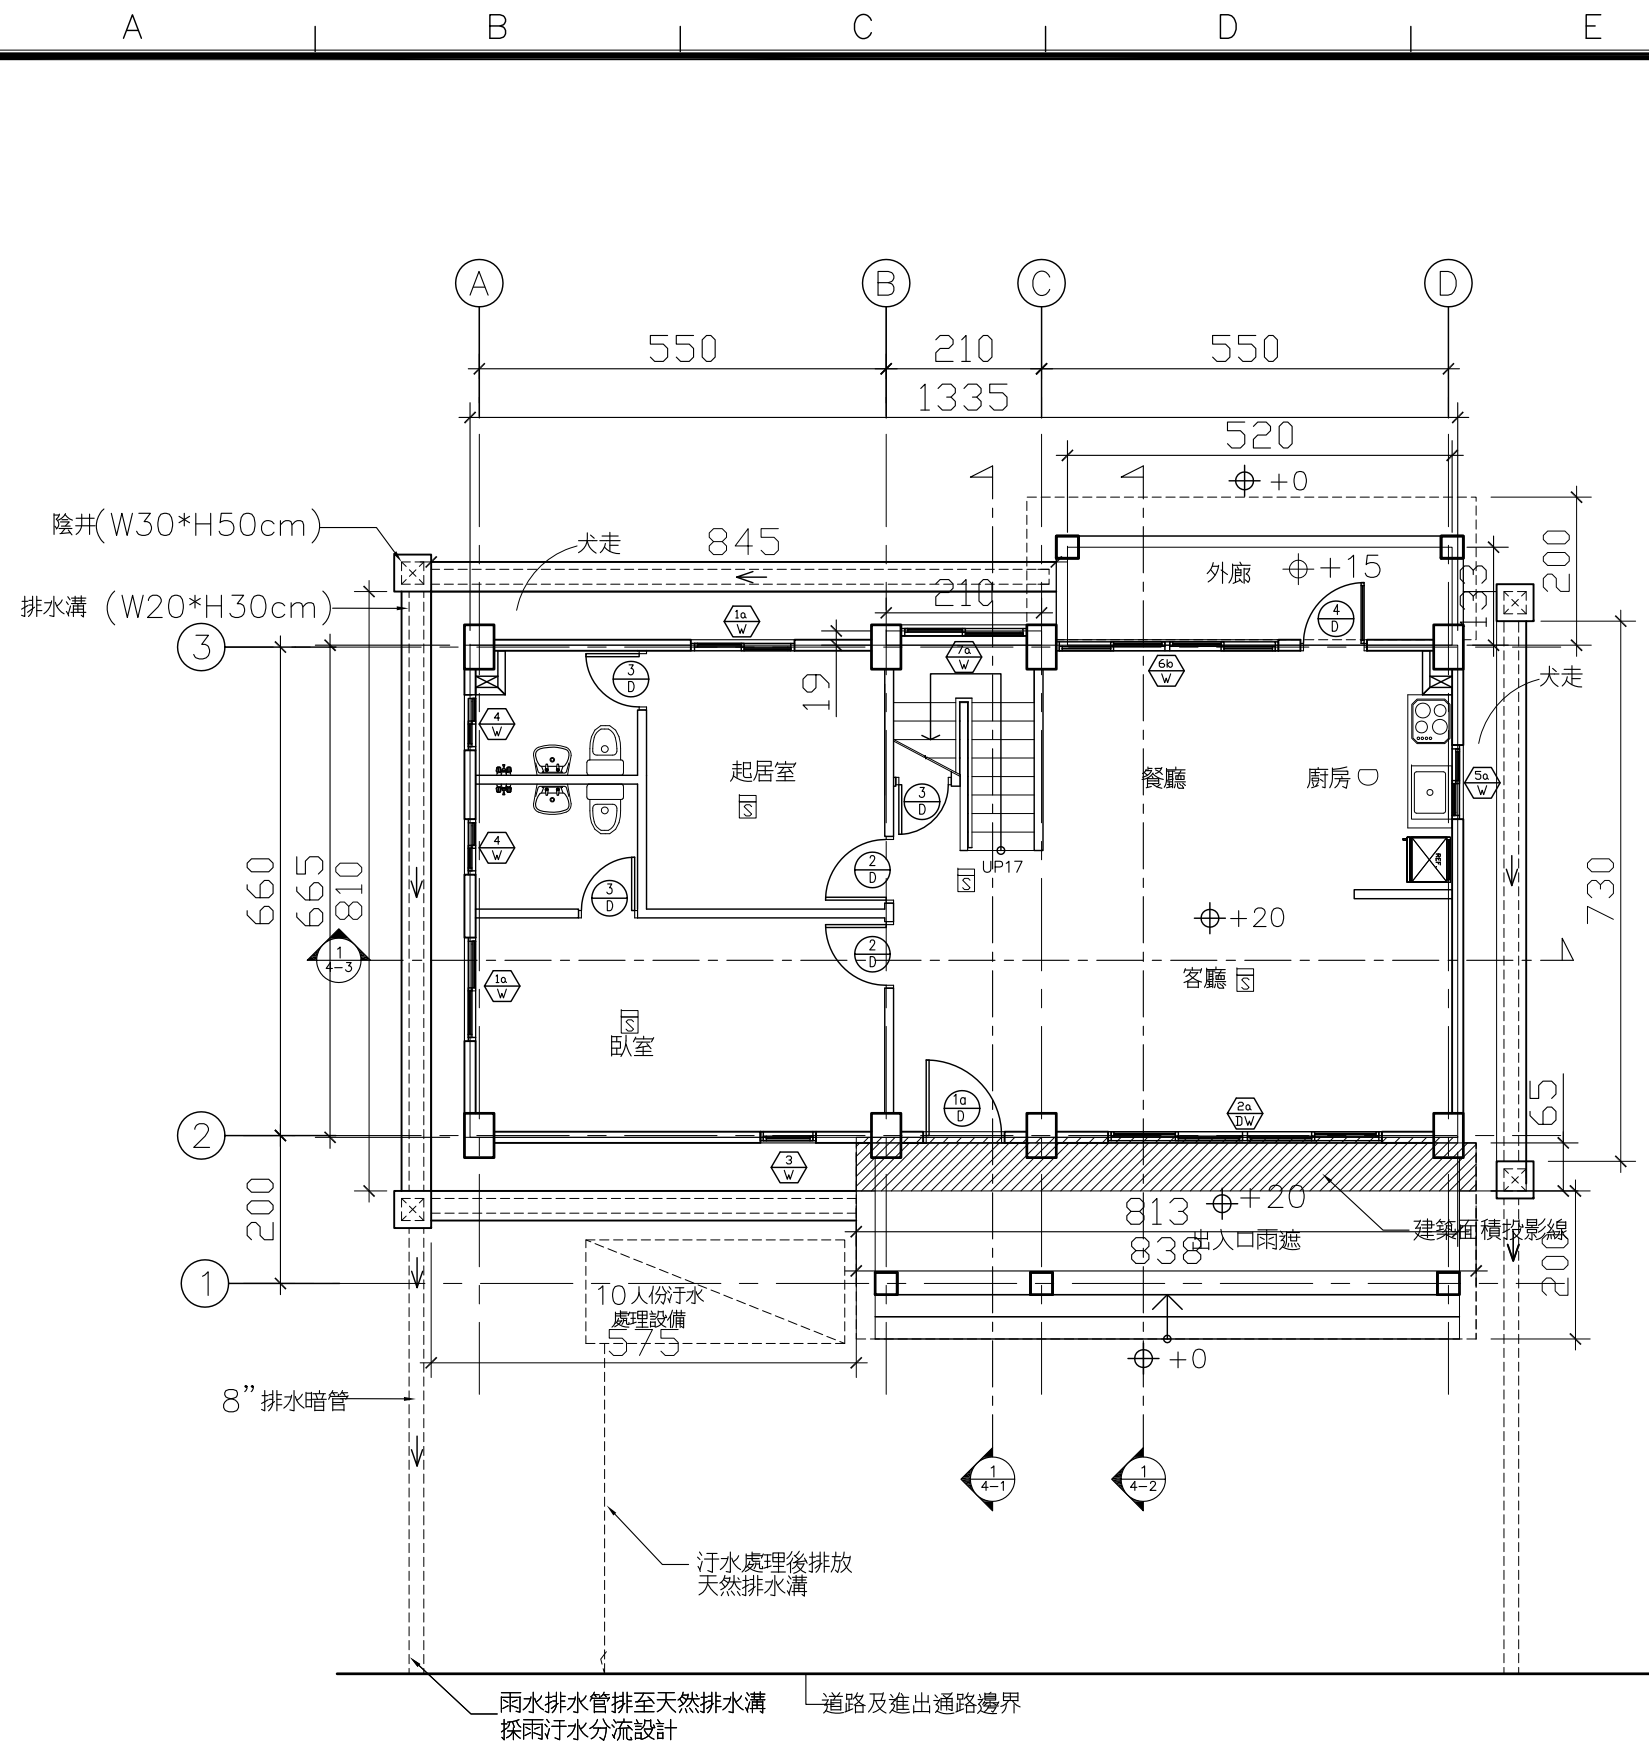 A B C D E
A B C D
550 210 550
1335
520
+0
陰井(W30*H50cm)
犬走
845
200
外廊 +15
133
排水溝 (W20*H30cm)
210
1a
W
4
D
3
7a
W
6b
W
3
D
19
犬走
4
W
起居室
S
餐廳
廚房
5a
W
3
D
4
W
2
D
UP17
S
REF
660
665
810
730
3
D
+20
2
D
1
4-3
客廳 S
1a
W
S
臥室
65
1a
D
2a
DW
2
3
W
200
+20
813
建築面積投影線
出入口雨遮
838
200
1
10人份汙水
處理設備
575
+0
8”排水暗管
1
4-1
1
4-2
汙水處理後排放
天然排水溝
雨水排水管排至天然排水溝
採雨汙水分流設計
道路及進出通路邊界